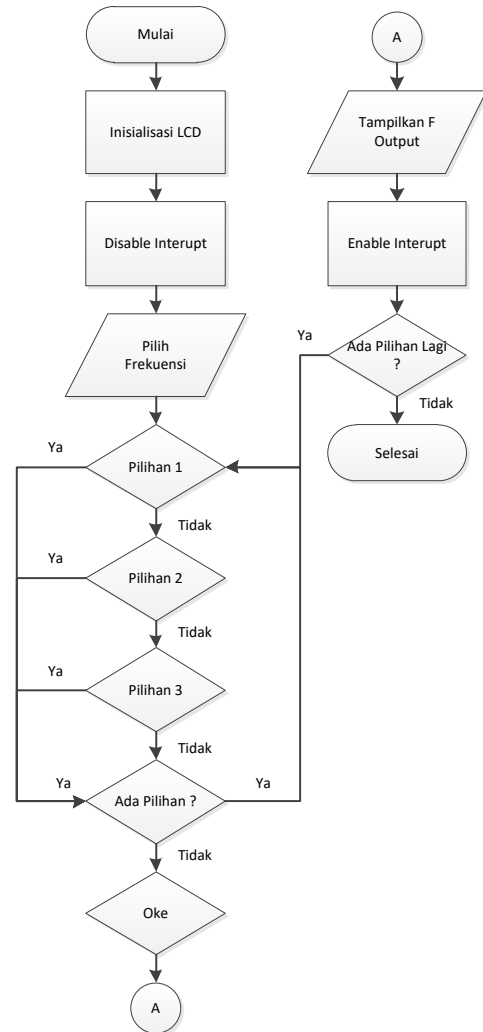 Mulai
Inisialisasi LCD
Disable Interupt
Pilih
Frekuensi
Ya
Pilihan 1
Tidak
Ya
Pilihan 2
Tidak
Ya
Pilihan 3
Tidak
Ya
Ada Pilihan ?
Ya
Tidak
Oke
A
A
Tampilkan F
Output
Enable Interupt
Ya
Ada Pilihan Lagi
?
Tidak
Selesai